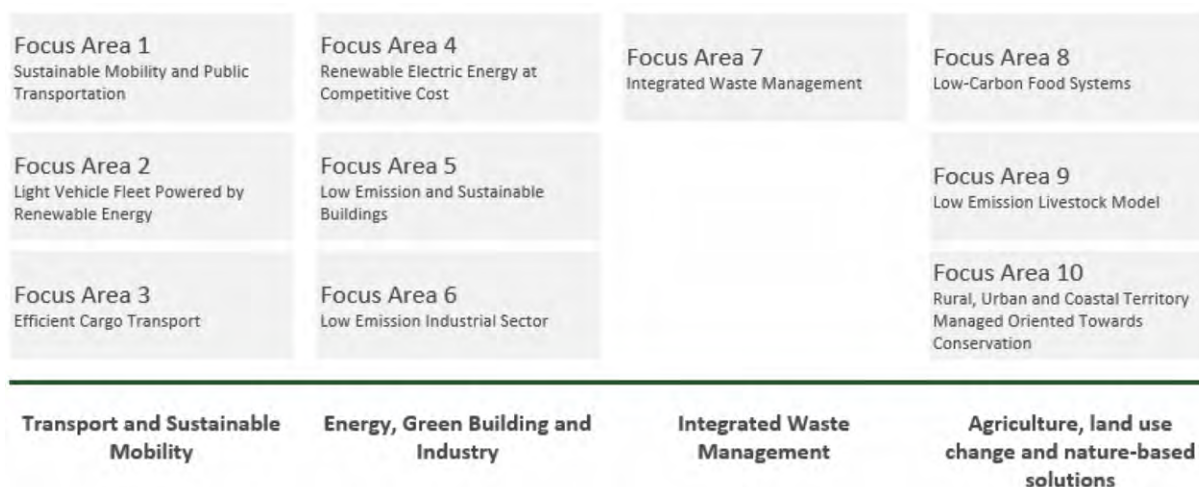 Focus Area 1
Sustainable Mobility and Public
Transportation
Focus Area 2
Light Vehicle Fleet Powered by
Renewable Energy
Focus Area 3
Efficient Cargo Transport
Transport and Sustainable
Mobility
Focus Area 4
Renewable Electric Energy at
Competitive Cost
Focus Area 5
Low Emission and Sustainable
Buildings
Focus Area 6
Low Emission Industrial Sector
Energy, Green Building and
Industry
Focus Area 7
Integrated Waste Management
Integrated Waste
Management
Focus Area 8
Low-Carbon Food Systems
Focus Area 9
Low Emission Livestock Model
Focus Area 10
Rural, Urban and Coastal Territory
Managed Oriented Towards
Conservation
Agriculture, land use
change and nature-based
solutions